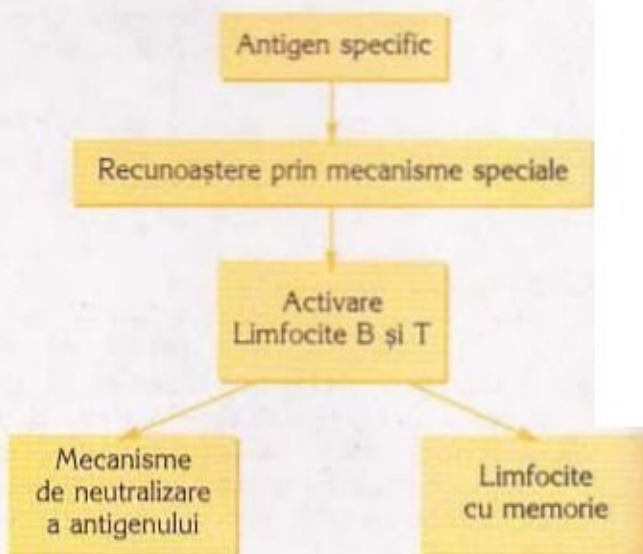 Antigen specific
Recunoaștere prin mecanisme speciale
Activare
Limfocite B și T
Mecanisme
de neutralizare
a antigenului
Limfocite
cu memorie